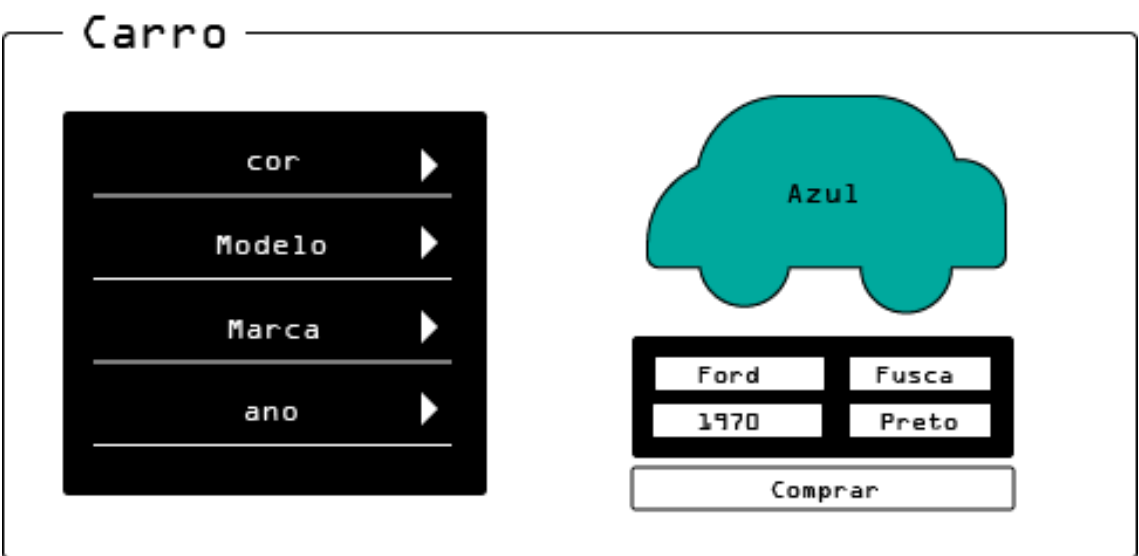 Carro
cor
Modelo
Marca
ano
Azul
Ford Fusca
1970 Preto
Comprar